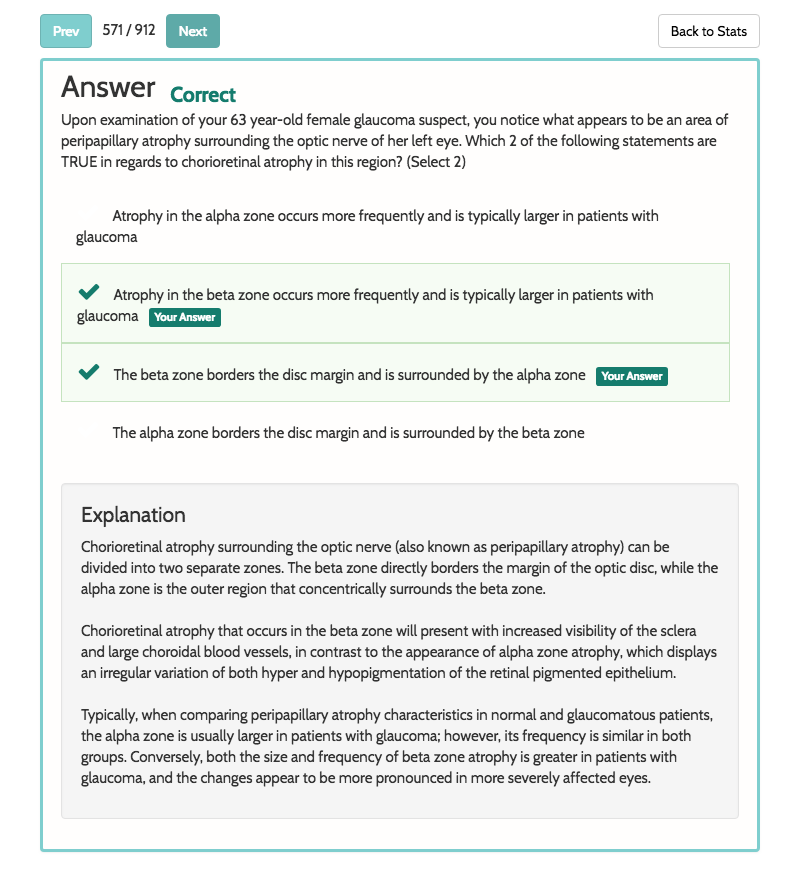 Prev 571 / 912 Next Back to Stats
Answer Correct
Upon examination of your 63 year-old female glaucoma suspect, you notice what appears to be an area of
peripapillary atrophy surrounding the optic nerve of her left eye. Which 2 of the following statements are
TRUE in regards to chorioretinal atrophy in this region? (Select 2)
Atrophy in the alpha zone occurs more frequently and is typically larger in patients with
glaucoma
Atrophy in the beta zone occurs more frequently and is typically larger in patients with
glaucoma Your Answer
The beta zone borders the disc margin and is surrounded by the alpha zone Your Answer
The alpha zone borders the disc margin and is surrounded by the beta zone
Explanation
Chorioretinal atrophy surrounding the optic nerve (also known as peripapillary atrophy) can be
divided into two separate zones. The beta zone directly borders the margin of the optic disc, while the
alpha zone is the outer region that concentrically surrounds the beta zone.
Chorioretinal atrophy that occurs in the beta zone will present with increased visibility of the sclera
and large choroidal blood vessels, in contrast to the appearance of alpha zone atrophy, which displays
an irregular variation of both hyper and hypopigmentation of the retinal pigmented epithelium.
Typically, when comparing peripapillary atrophy characteristics in normal and glaucomatous patients,
the alpha zone is usually larger in patients with glaucoma; however, its frequency is similar in both
groups. Conversely, both the size and frequency of beta zone atrophy is greater in patients with
glaucoma, and the changes appear to be more pronounced in more severely affected eyes.